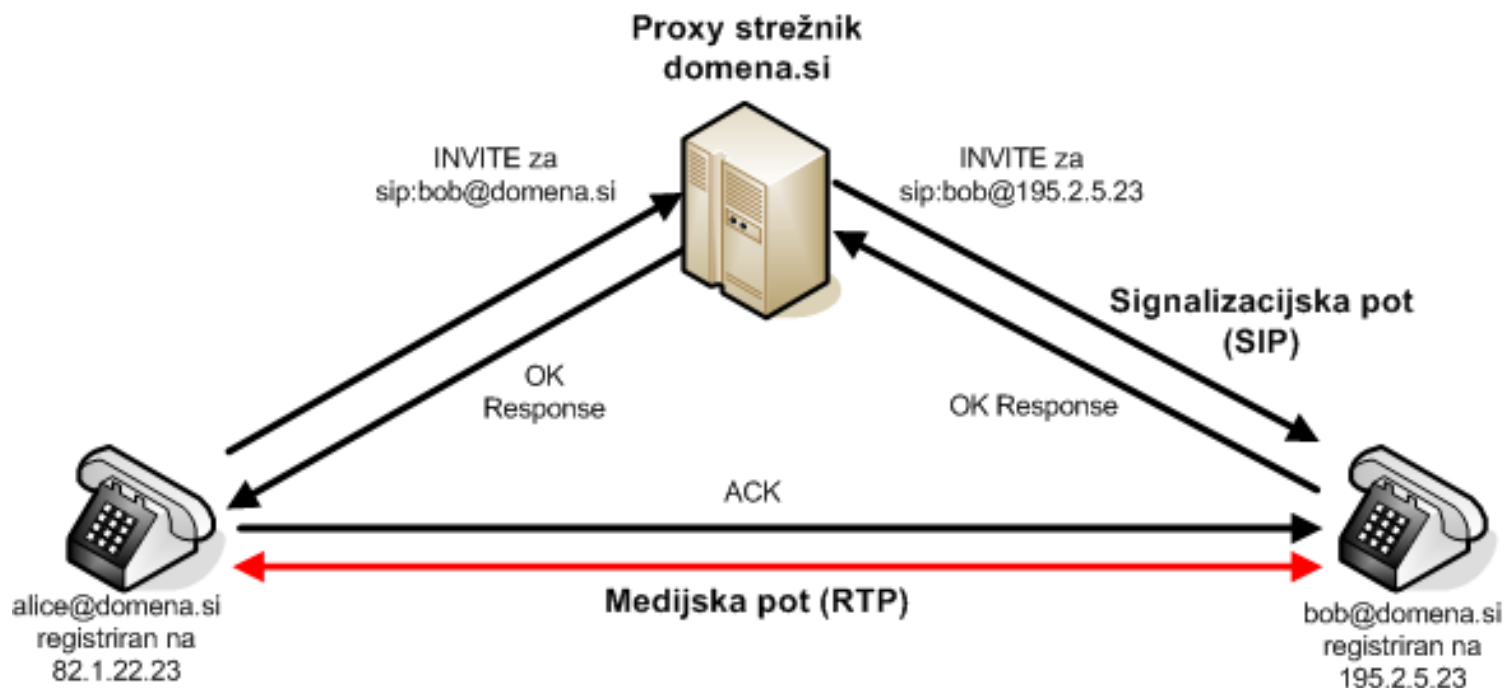 Proxy strežnik
domena.si
INVITE za
sip:bob@domena.si
INVITE za
sip:bob@195.2.5.23
Signalizacijska pot
(SIP)
OK
Response
OK Response
ACK
Medijska pot (RTP)
alice@domena.si
registriran na
82.1.22.23
bob@domena.si
registriran na
195.2.5.23